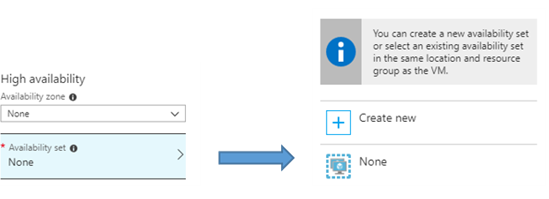 High availability
Availability zone
None
* Availability set
None
You can create a new availability set
or select an existing availability set
in the same location and resource
group as the VM.
Create new
None